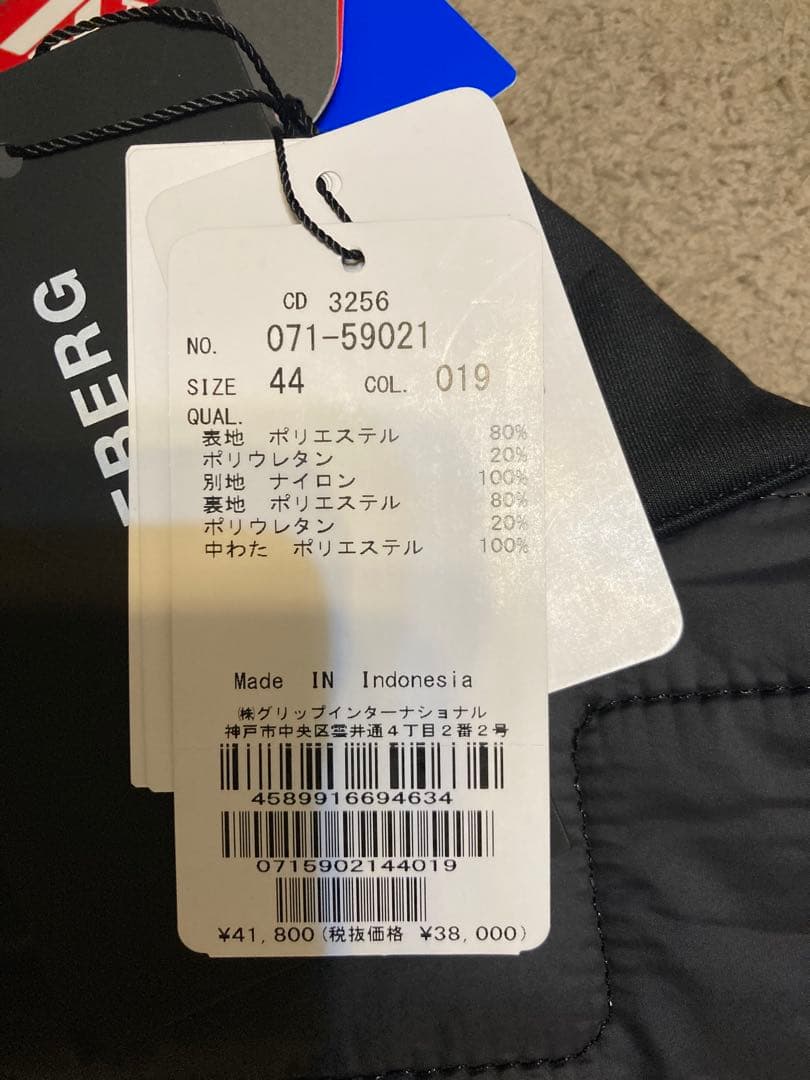 EBERG
CD 3256
NO. 071-59021
SIZE 44 COL. 019
QUAL.
表地 ポリエステル 80%
ポリウレタン 20%
別地 ナイロン 100%
裏地 ポリエステル 80%
ポリウレタン 20%
中わた ポリエステル 100%
Made IN Indonesia
㈱グリップインターナショナル
神戸市中央区雲井通4丁目2番2号
4589916694634
0715902144019
¥41,800(税抜価格 ¥38,000)